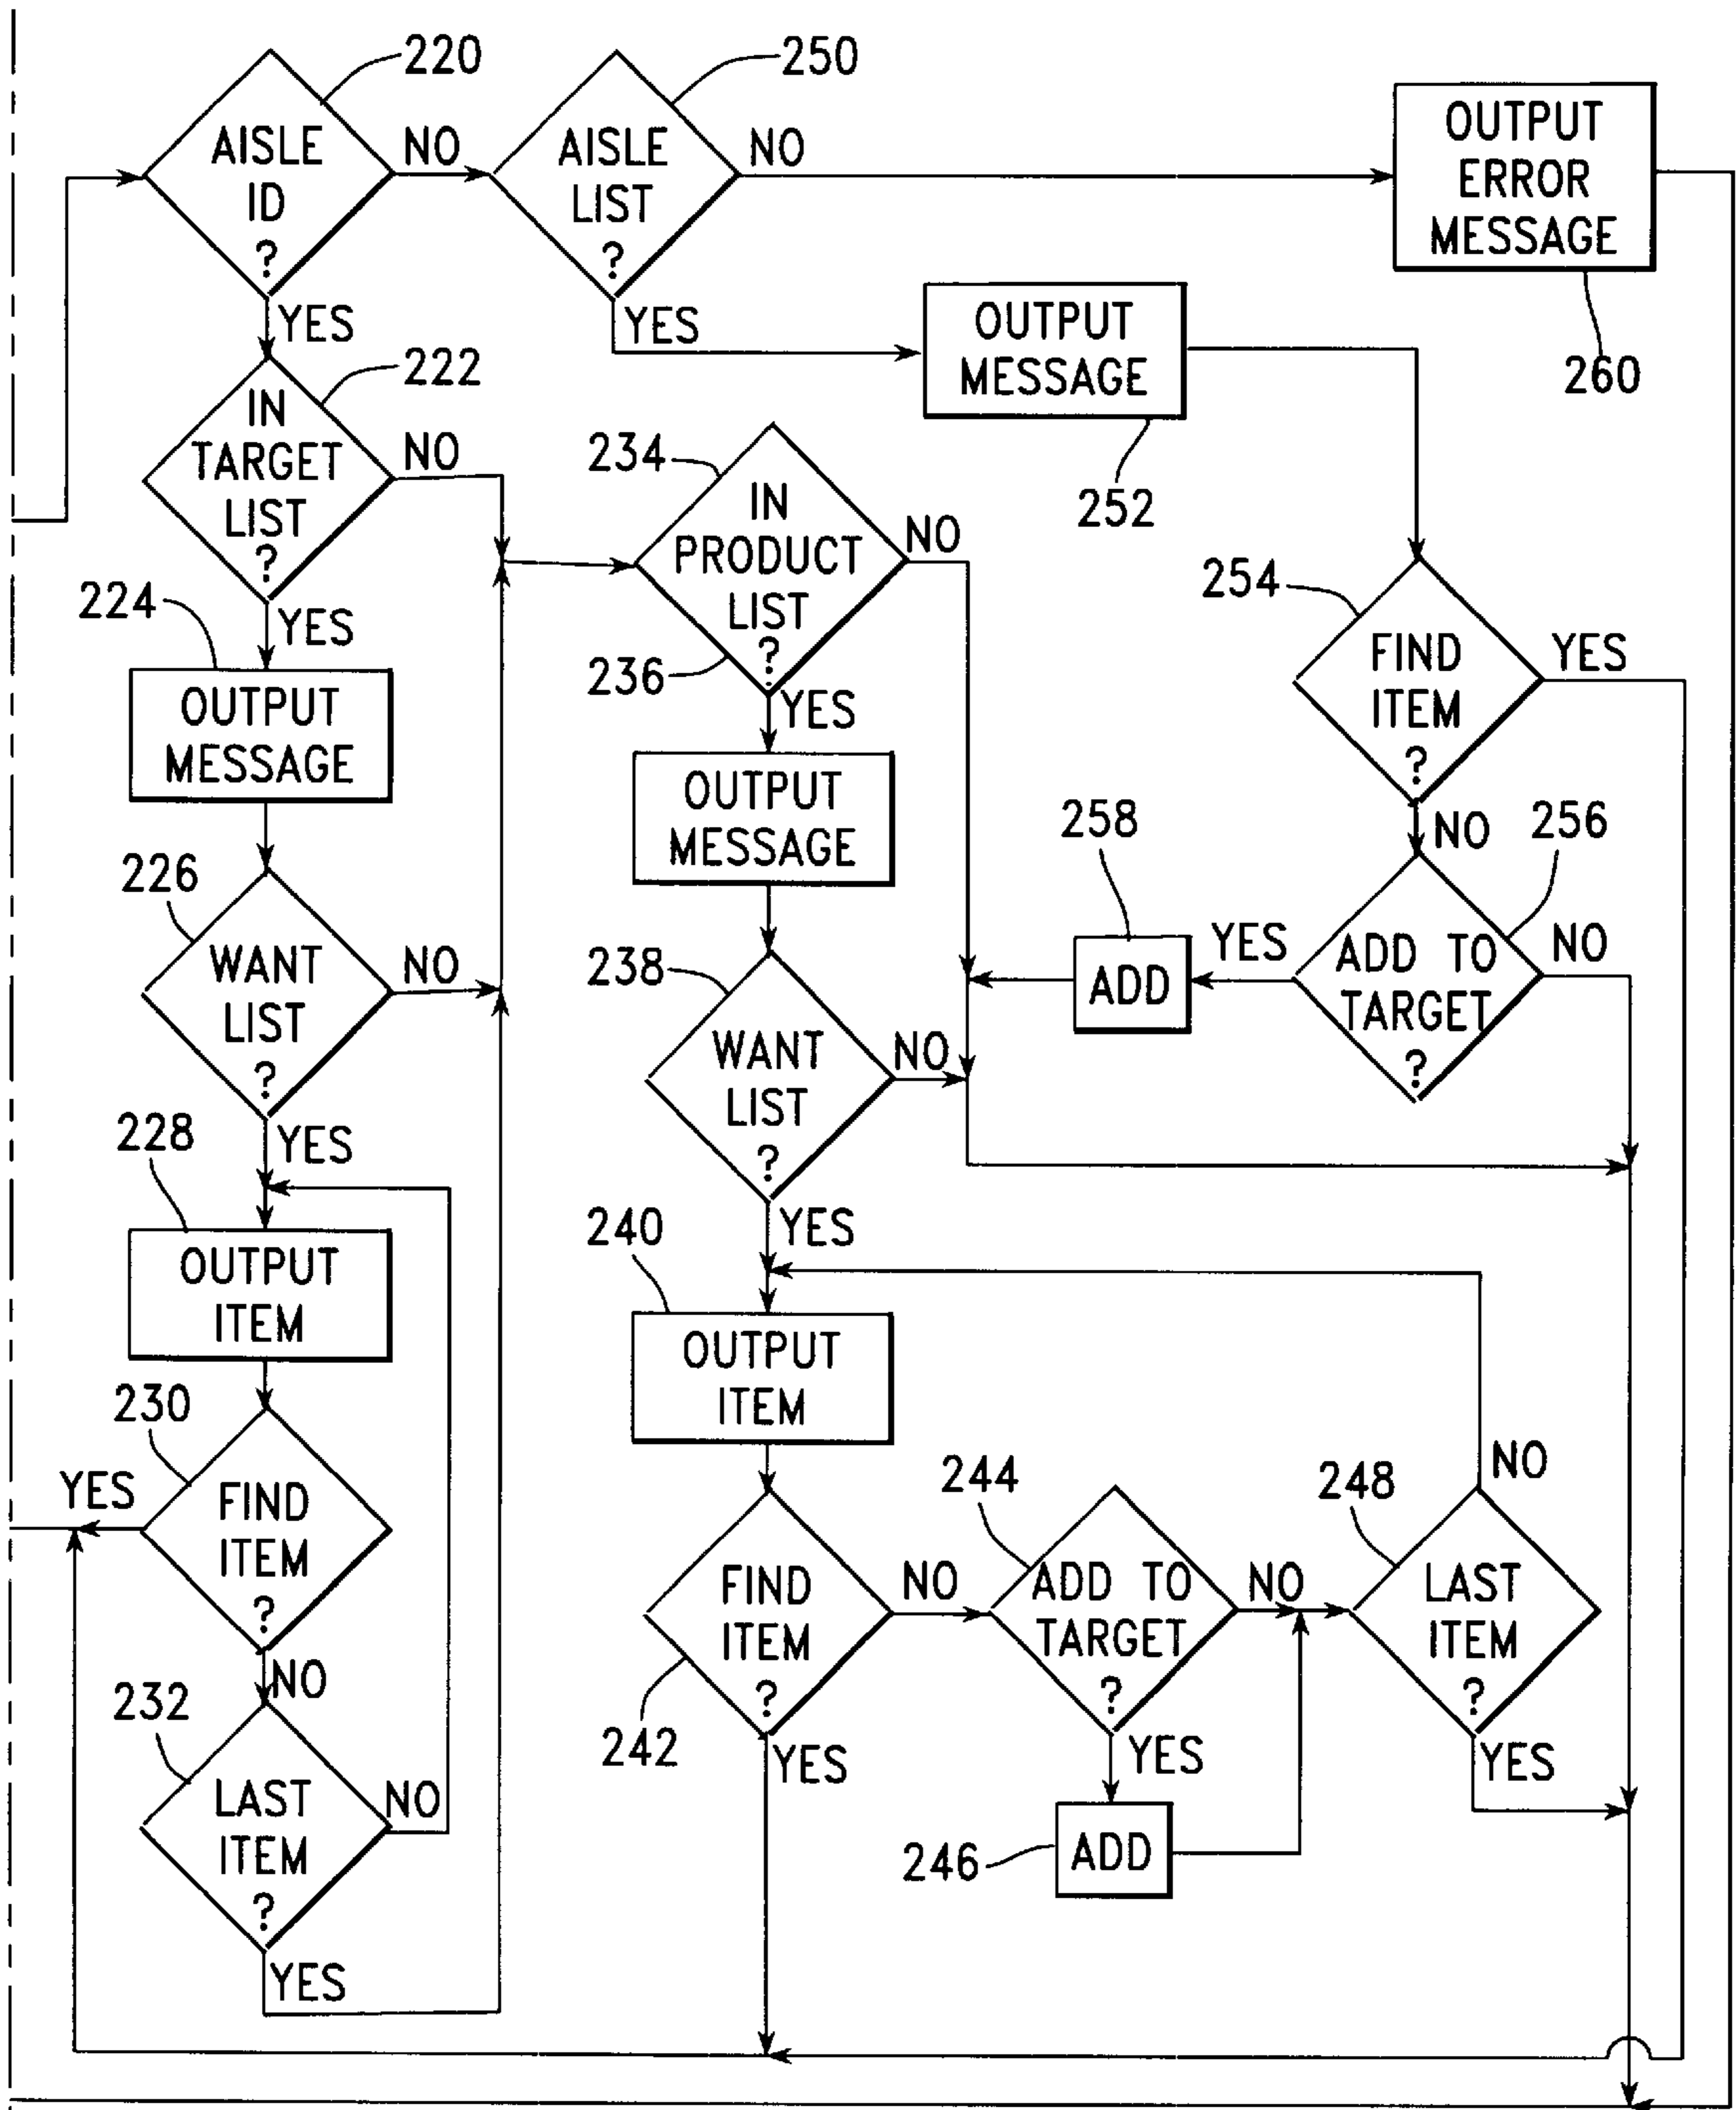 220
250
AISLE
ID
?
NO
AISLE
LIST
?
NO
OUTPUT
ERROR
MESSAGE
260
YES
YES
OUTPUT
MESSAGE
252
222
IN
TARGET
LIST
?
NO
234
IN
PRODUCT
LIST
?
NO
236
YES
254
FIND
ITEM
?
YES
NO
224
YES
OUTPUT
MESSAGE
OUTPUT
MESSAGE
258
ADD
YES
256
ADD TO
TARGET
?
NO
226
WANT
LIST
?
NO
238
WANT
LIST
?
NO
228
YES
OUTPUT
ITEM
240
YES
OUTPUT
ITEM
230
YES
FIND
ITEM
?
NO
242
FIND
ITEM
?
NO
YES
244
ADD TO
TARGET
?
NO
YES
248
LAST
ITEM
?
NO
YES
232
LAST
ITEM
?
NO
YES
246
ADD